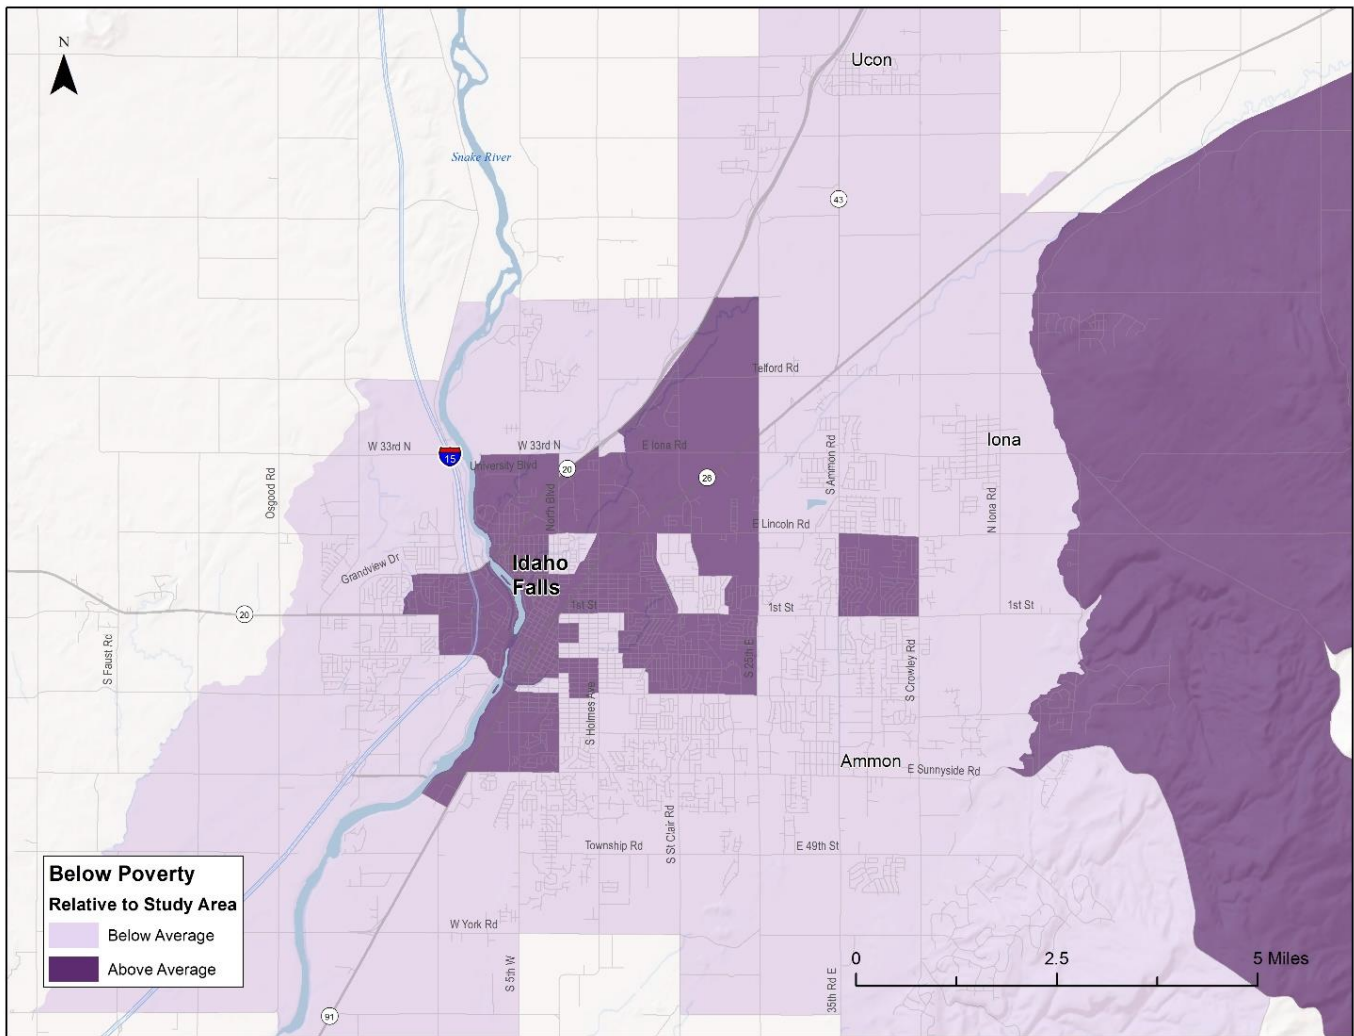 N
Ucon
Snake River
43
Telford Rd
W 33rd N
W 33rd N
E Iona Rd
Iona
15
University Blvd
20
26
Osgood Rd
North Blvd
S Ammon Rd
N Iona Rd
E Lincoln Rd
Grandview Dr
Idaho
Falls
20
1st St
1st St
1st St
S Faust Rd
S 25th E
S Crowley Rd
S Holmes Ave
Ammon
E Sunnyside Rd
S St Clair Rd
Township Rd
E 49th St
Below Poverty
Relative to Study Area
Below Average
Above Average
W York Rd
S 5th W
35th Rd E
0
2.5
5 Miles
91